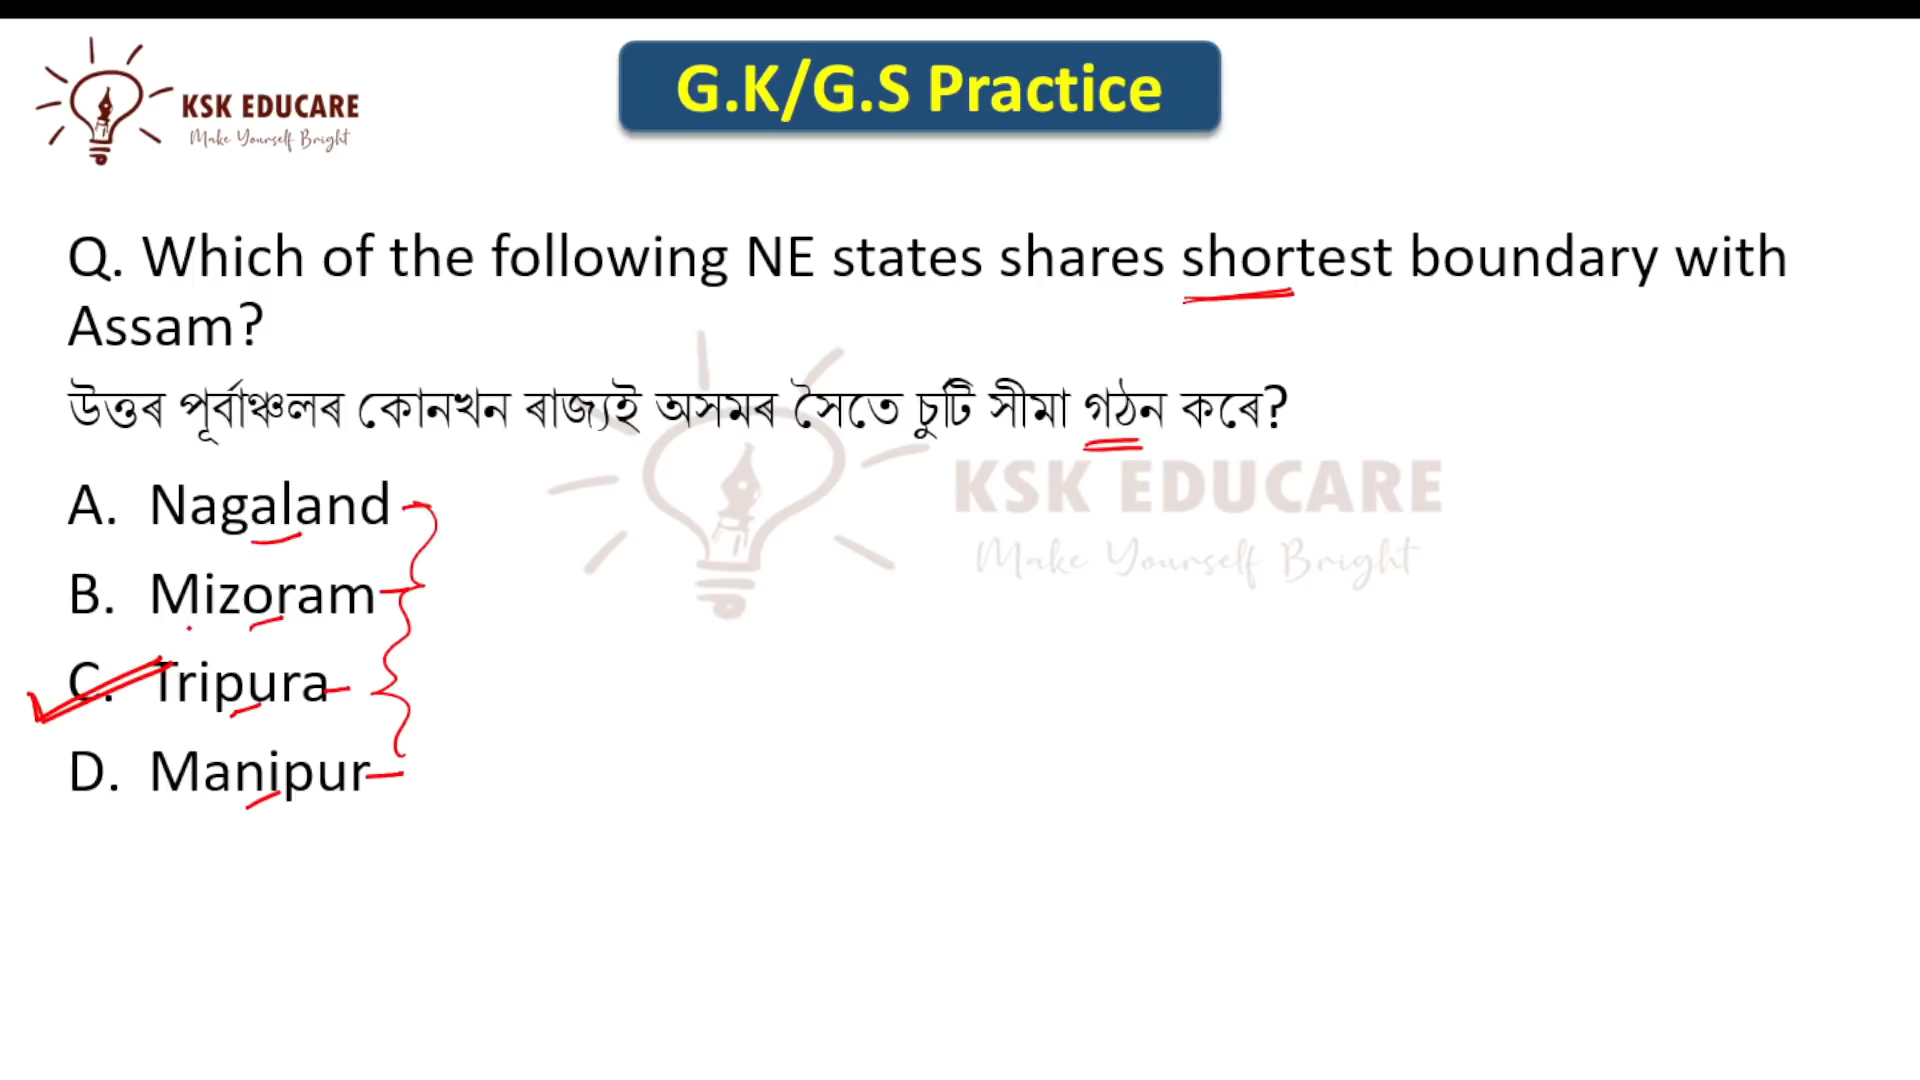 KSK EDUCARE
Make Yourself Bright
G.K/G.S Practice
Q. Which of the following NE states shares shortest boundary with
Assam?
উত্তৰ পূৰ্বাঞ্চলৰ কোনখন ৰাজ্যই অসমৰ সৈতে চুটি সীমা গঠন কৰে?
KSK EDUCARE
Make Yourself Bright
A. Nagaland
B. Mizoram
C. Tripura
D. Manipur